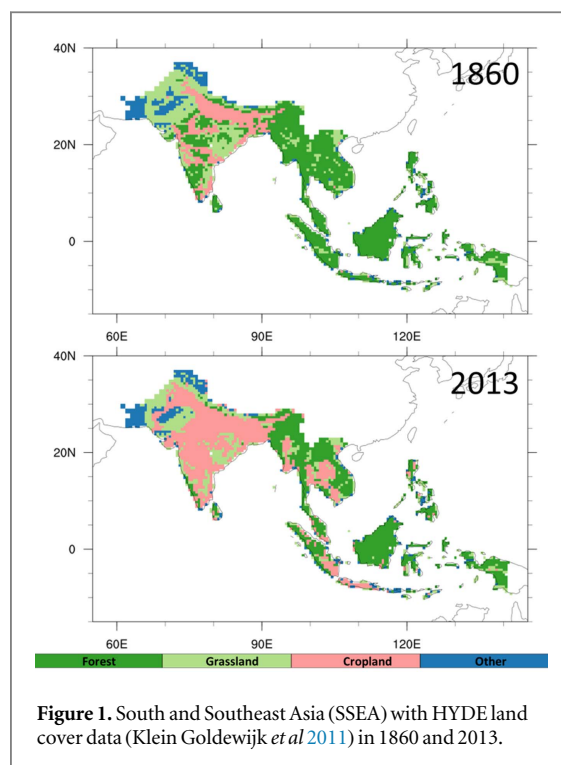 40N
1860
20N
0
60E 90E 120E
40N
2013
20N
0
60E 90E 120E
Forest Grassland Cropland Other
Figure 1. South and Southeast Asia (SSEA) with HYDE land
cover data (Klein Goldewijk et al 2011) in 1860 and 2013.